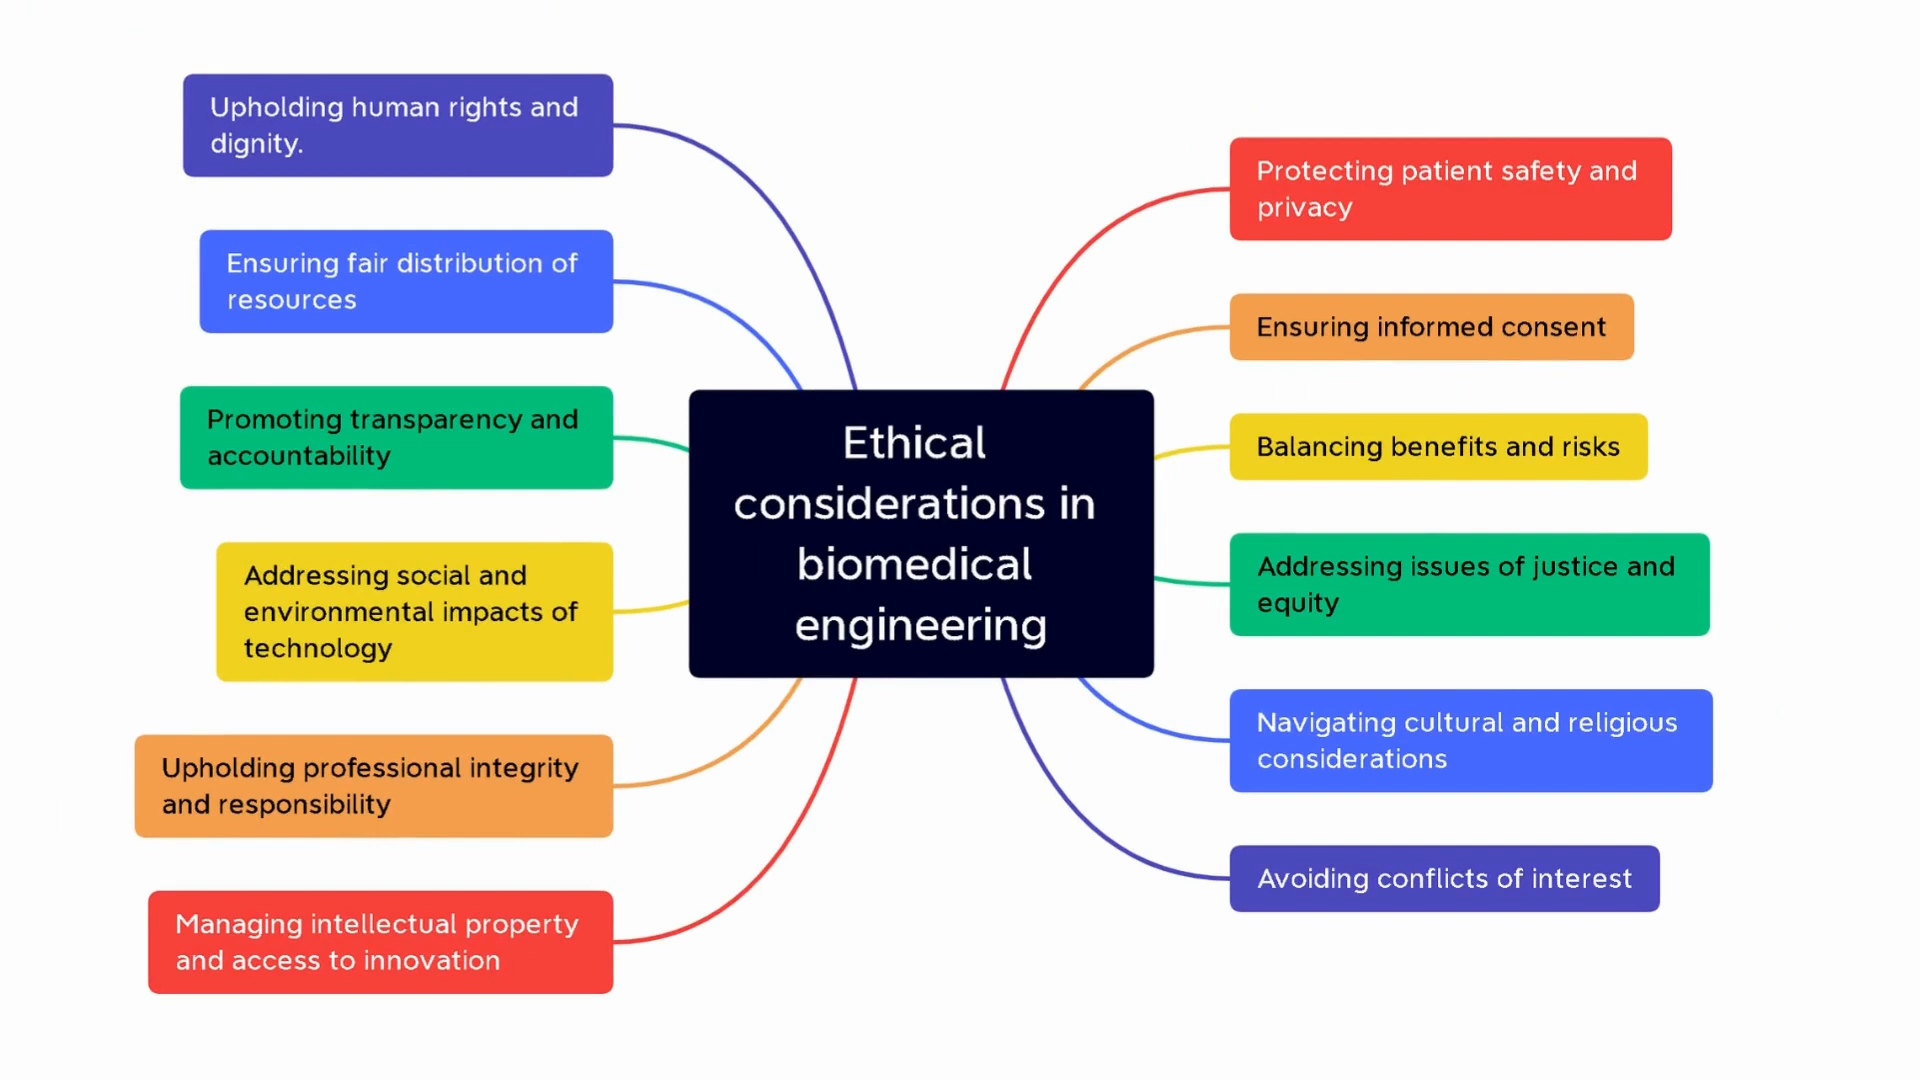 Upholding human rights and
dignity.
Ensuring fair distribution of
resources
Promoting transparency and
accountability
Addressing social and
environmental impacts of
technology
Upholding professional integrity
and responsibility
Managing intellectual property
and access to innovation
Ethical
considerations in
biomedical
engineering
Protecting patient safety and
privacy
Ensuring informed consent
Balancing benefits and risks
Addressing issues of justice and
equity
Navigating cultural and religious
considerations
Avoiding conflicts of interest